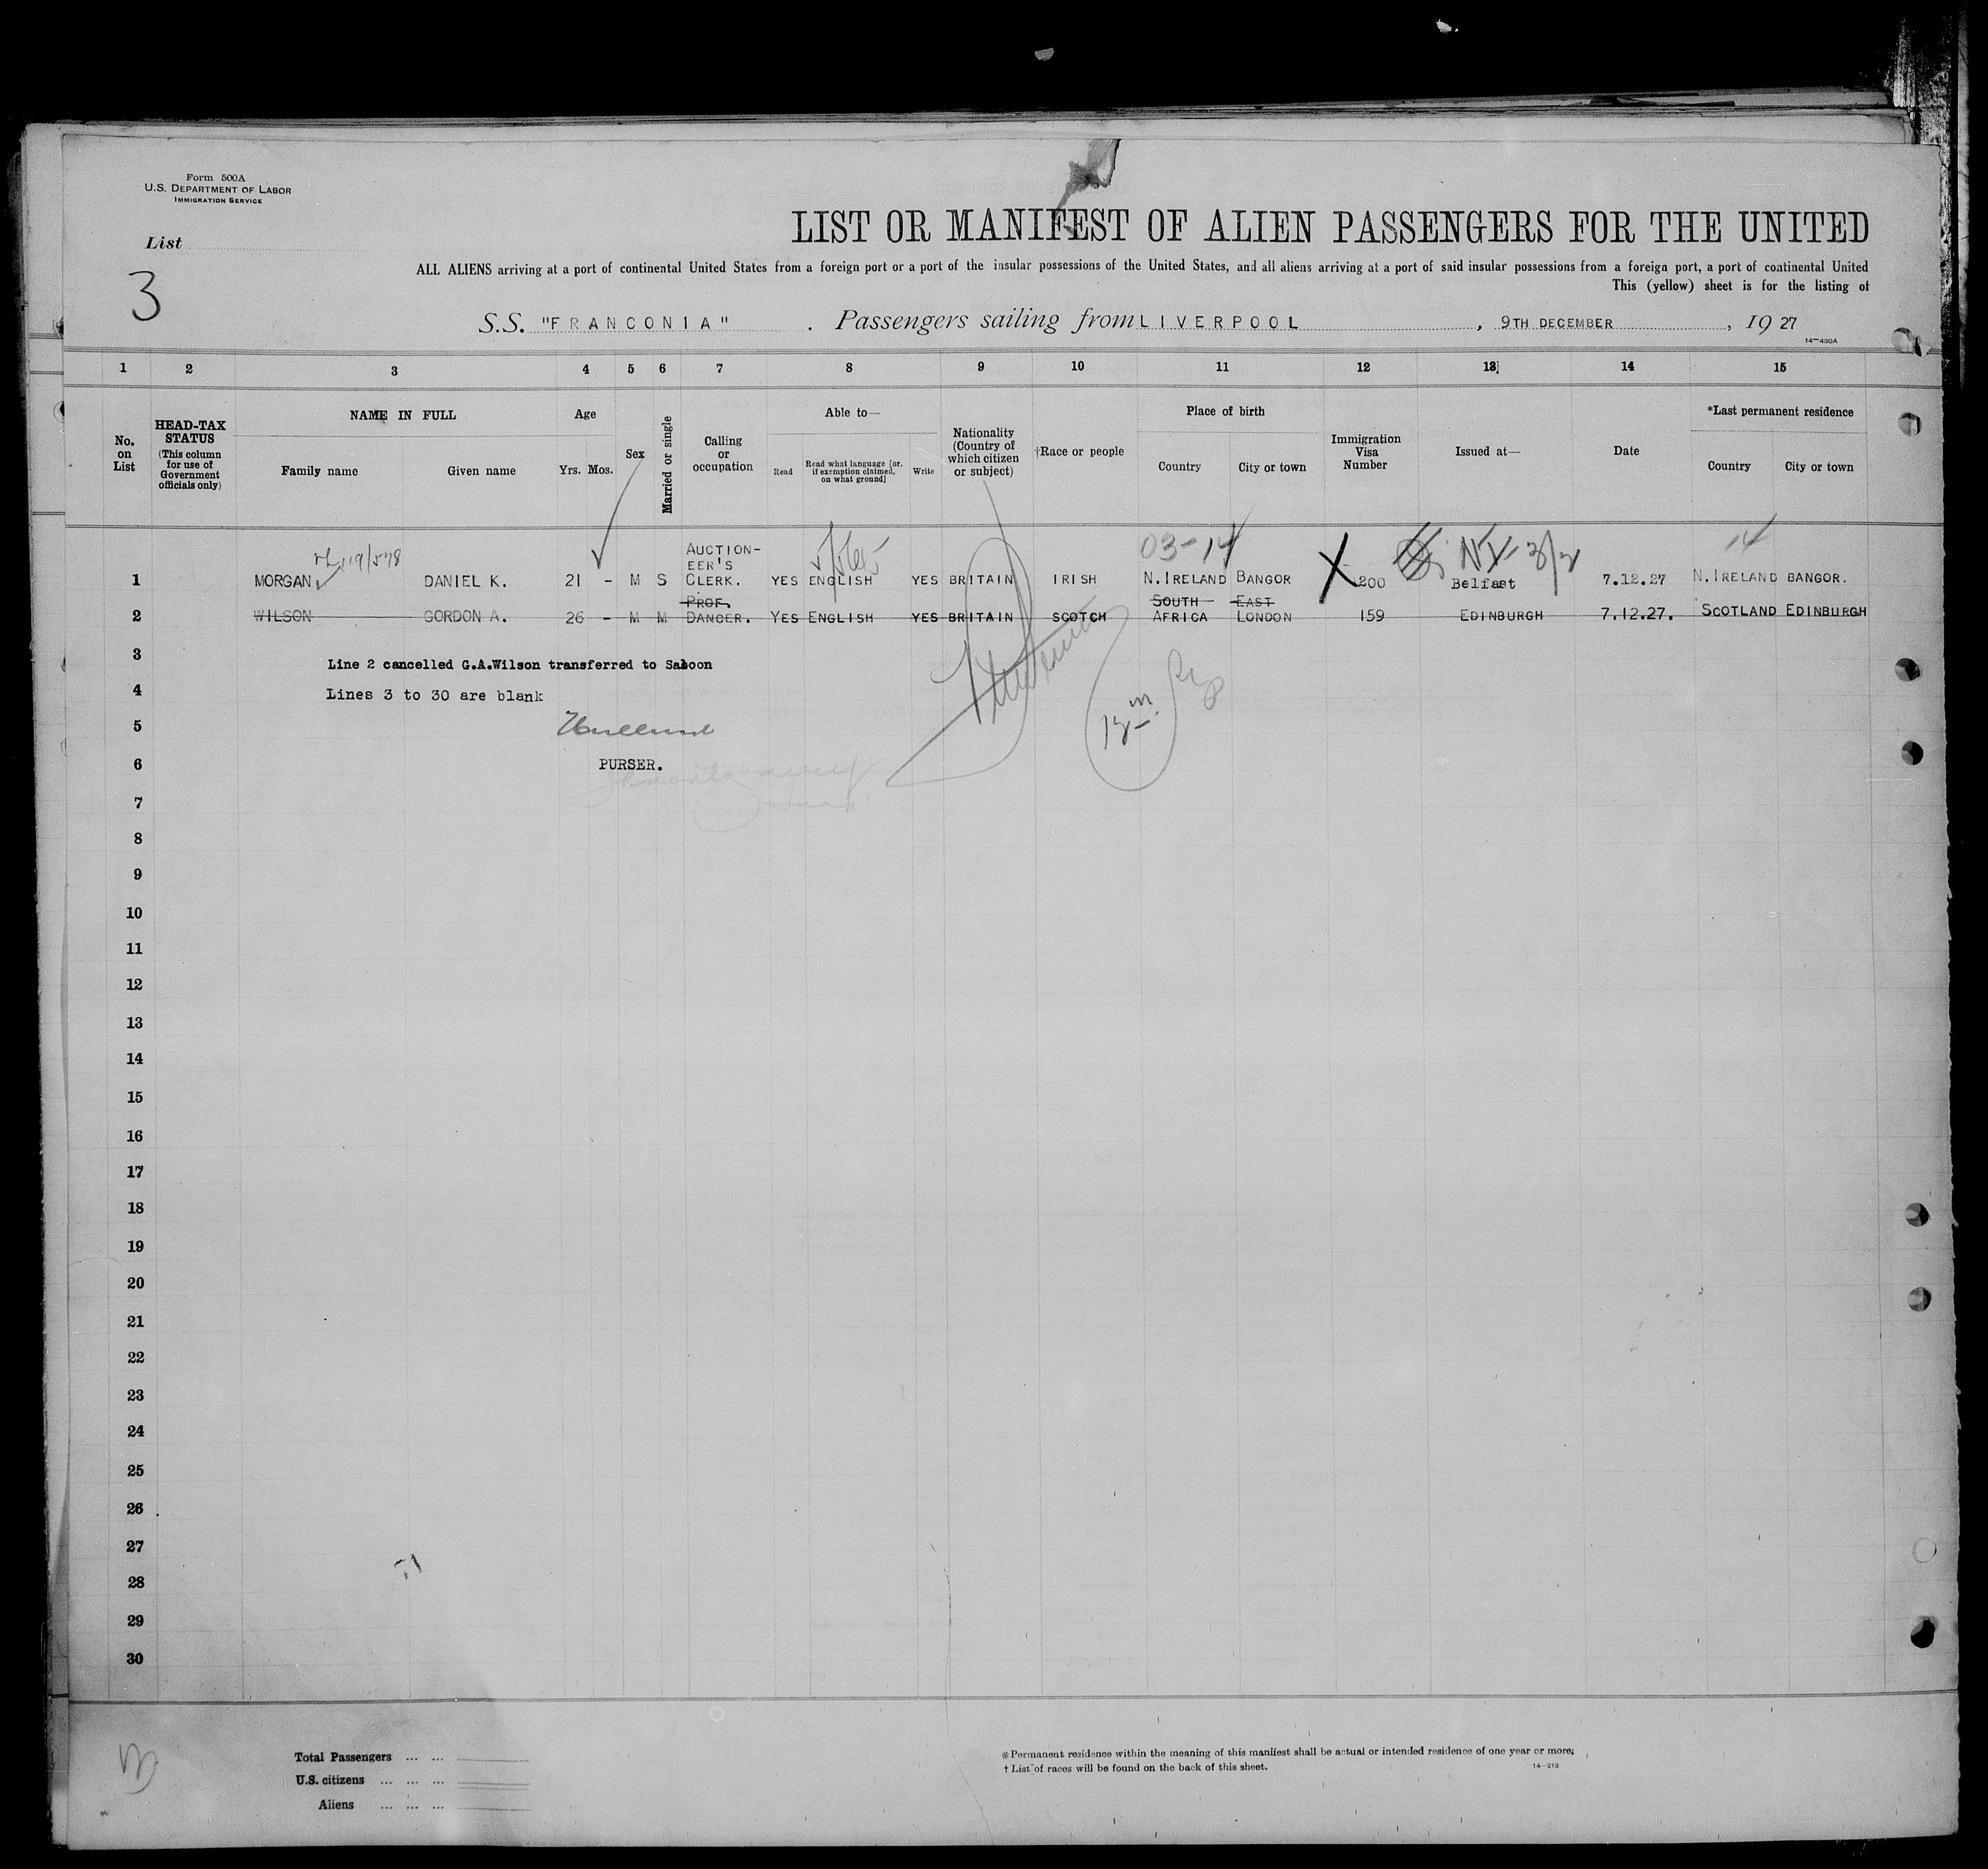 Form 500A
U.S. DEPARTMENT OF LABOR
IMMIGRATION SERVICE
List
3
LIST OR MANIFEST OF ALIEN PASSENGERS FOR THE UNITED
ALL ALIENS arriving at a port of continental United States from a foreign port or a port of the insular possessions of the United States, and all aliens arriving at a port of said insular possessions from a foreign port, a port of continental United
This (yellow) sheet is for the listing of
S.S. "FRANCONIA" . Passengers sailing from LIVERPOOL , 9TH DECEMBER , 19 27
14—430A
1 2 3 4 5 6 7 8 9 10 11 12 13 14 15
No. on List
HEAD-TAX STATUS (This column for use of Government officials only)
NAME IN FULL
Family name Given name
Age
Yrs. Mos.
Sex
Married or single
Calling or occupation
Able to—
Read
Read what language [or, if exemption claimed, on what ground]
Write
Nationality (Country of which citizen or subject)
†Race or people
Place of birth
Country City or town
Immigration Visa Number
Issued at—
Date
*Last permanent residence
Country City or town
03-14 NY 14
1 MORGAN DANIEL K. 21 - M S AUCTION-EER'S CLERK. YES ENGLISH YES BRITAIN IRISH N. IRELAND BANGOR 200 Belfast 7.12.27 N. IRELAND BANGOR.
2 WILSON GORDON A. 26 - M M PROF. DANCER. YES ENGLISH YES BRITAIN SCOTCH SOUTH AFRICA EAST LONDON 159 EDINBURGH 7.12.27. SCOTLAND EDINBURGH
3 Line 2 cancelled G.A.Wilson transferred to Saloon
4 Lines 3 to 30 are blank
5
6 PURSER.
7
8
9
10
11
12
13
14
15
16
17
18
19
20
21
22
23
24
25
26
27
28
29
30
Total Passengers ... ...
U.S. citizens ... ... ...
Aliens ... ... ...
* Permanent residence within the meaning of this manifest shall be actual or intended residence of one year or more.
† List of races will be found on the back of this sheet.
14—213